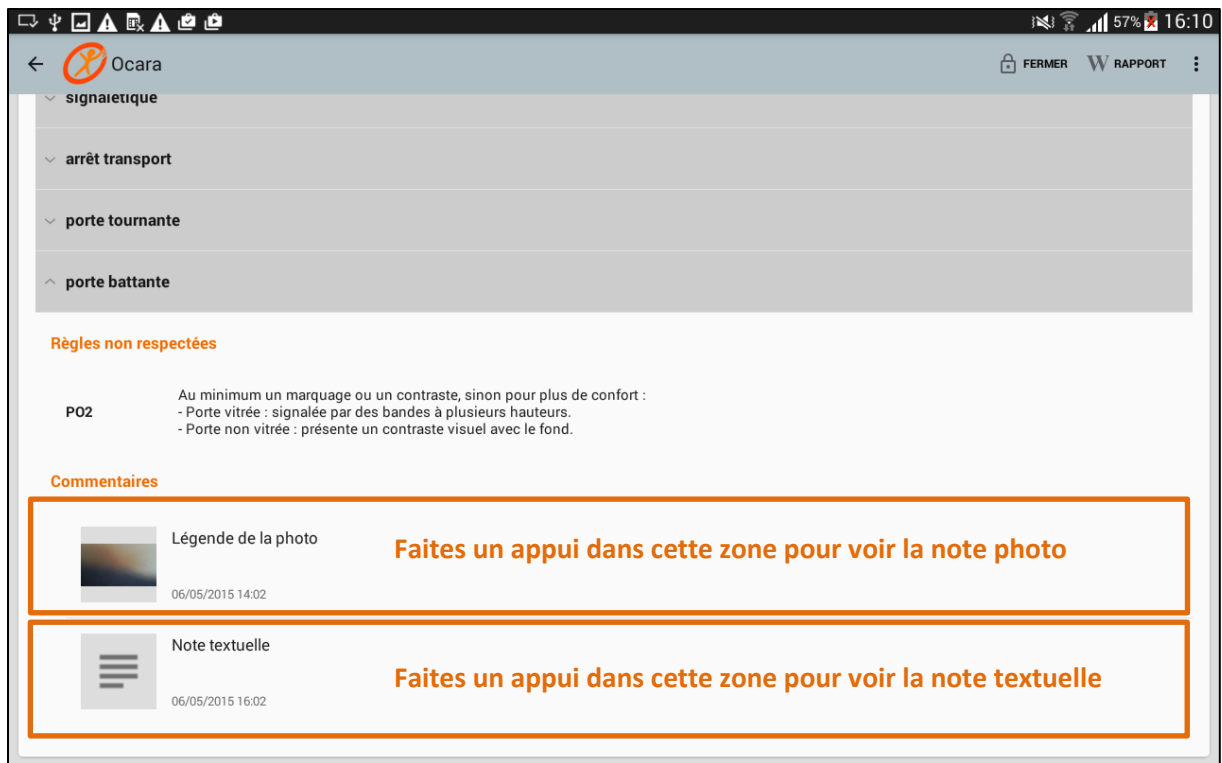 57% 16:10
Ocara
FERMER W RAPPORT
signalétique
arrêt transport
porte tournante
porte battante
Règles non respectées
PO2
Au minimum un marquage ou un contraste, sinon pour plus de confort :
- Porte vitrée : signalée par des bandes à plusieurs hauteurs.
- Porte non vitrée : présente un contraste visuel avec le fond.
Commentaires
Légende de la photo
Faites un appui dans cette zone pour voir la note photo
06/05/2015 14:02
Note textuelle
Faites un appui dans cette zone pour voir la note textuelle
06/05/2015 16:02